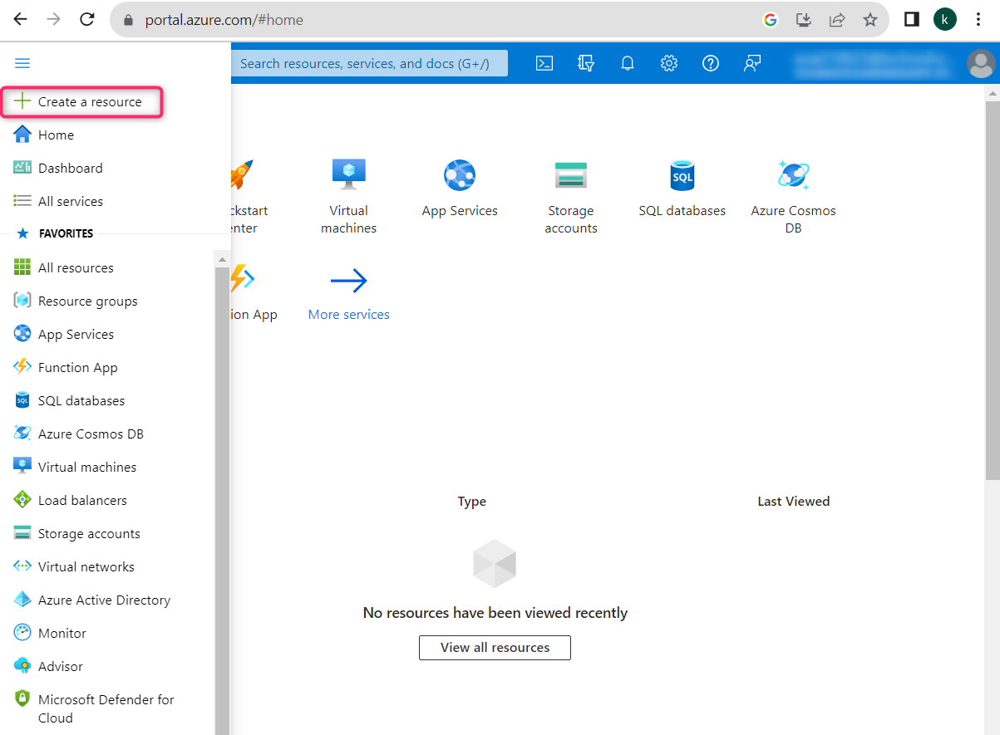 portal.azure.com/#home
k
Search resources, services, and docs (G+/)
Create a resource
Home
Dashboard
All services
FAVORITES
All resources
Resource groups
App Services
Function App
SQL databases
Azure Cosmos DB
Virtual machines
Load balancers
Storage accounts
Virtual networks
Azure Active Directory
Monitor
Advisor
Microsoft Defender for
Cloud
ckstart
enter
Virtual
machines
App Services
Storage
accounts
SQL
SQL databases
Azure Cosmos
DB
ion App
More services
Type
Last Viewed
No resources have been viewed recently
View all resources